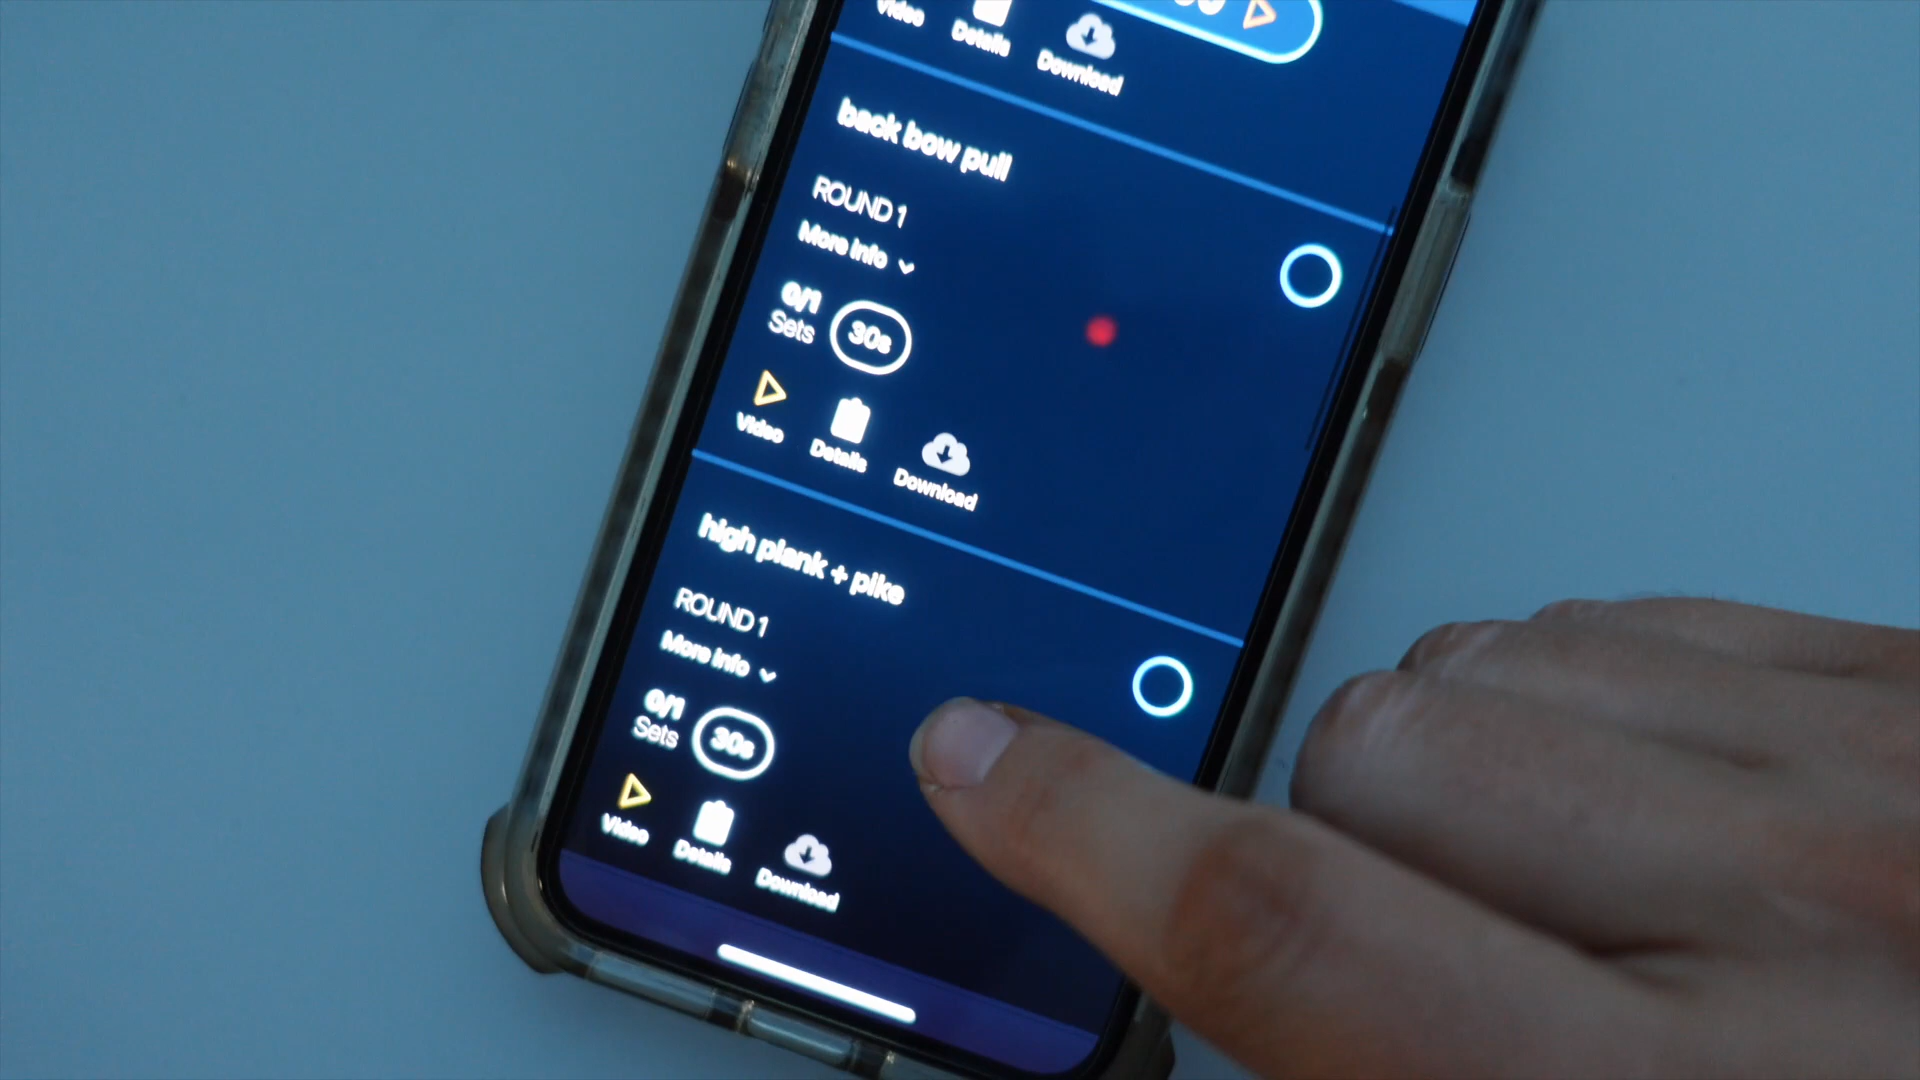 Video
Details
Download
back bow pull
ROUND 1
More Info
0/1
Sets
30s
Video
Details
Download
high plank + pike
ROUND 1
More Info
0/1
Sets
30s
Video
Details
Download